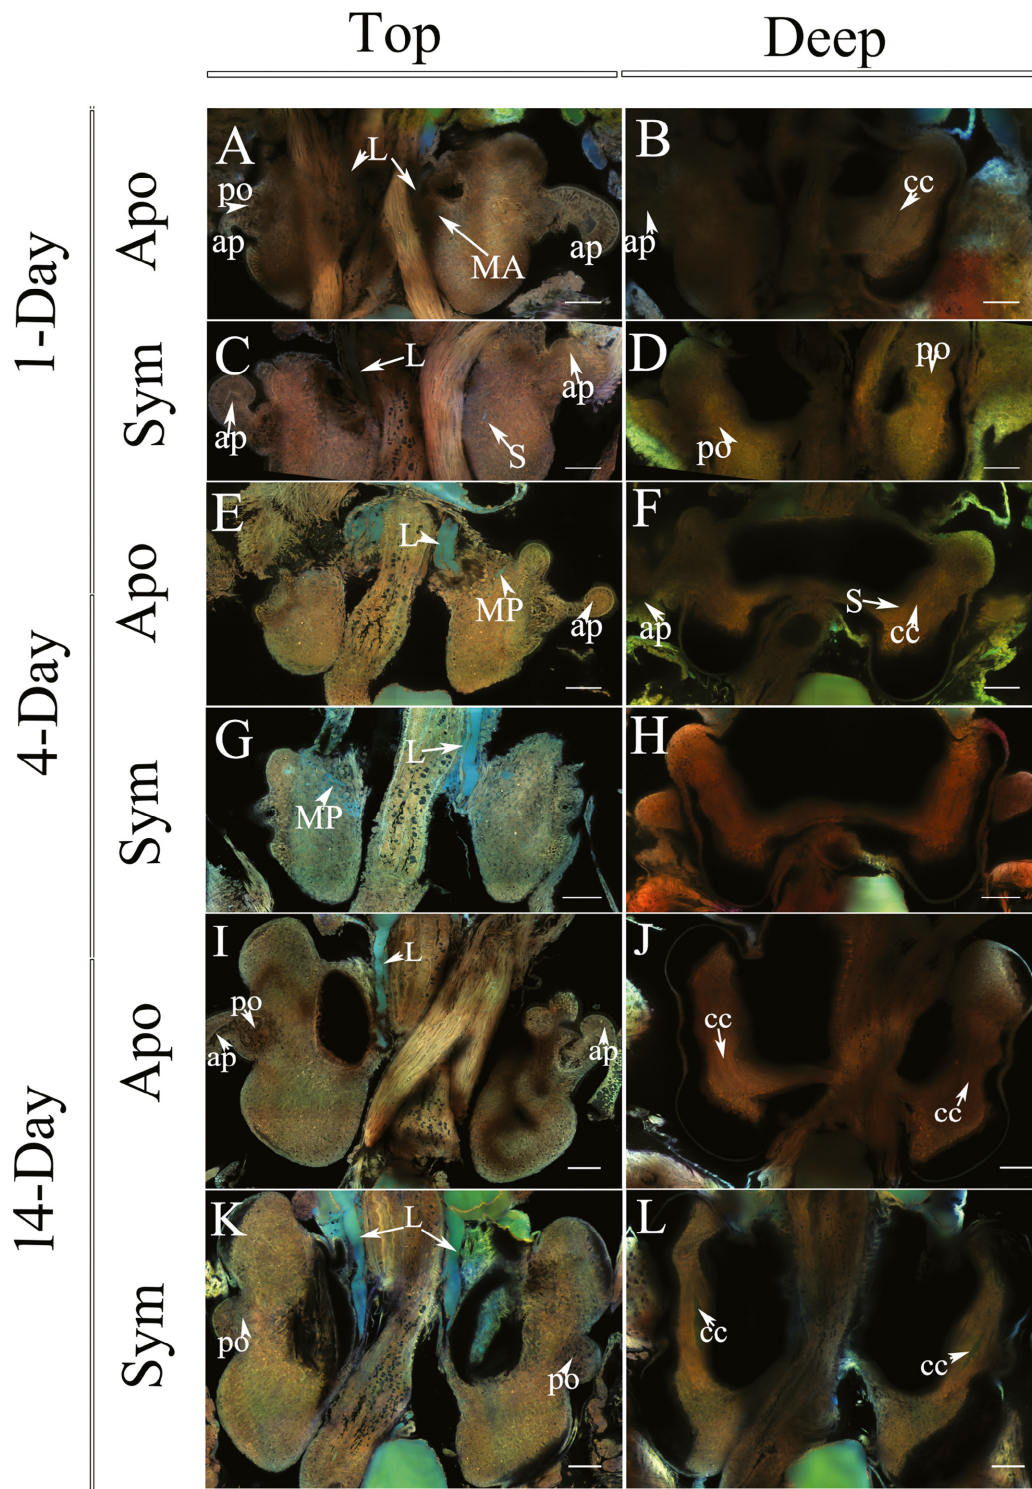 Top Deep
1-Day
Apo
A
L
po
ap
MA
ap
B
cc
ap
Sym
C
L
ap
ap
S
D
po
po
4-Day
Apo
E
L
MP
ap
F
S
cc
ap
Sym
G
L
MP
H
14-Day
Apo
I
L
po
ap
ap
J
cc
cc
Sym
K
L
po
po
L
cc
cc